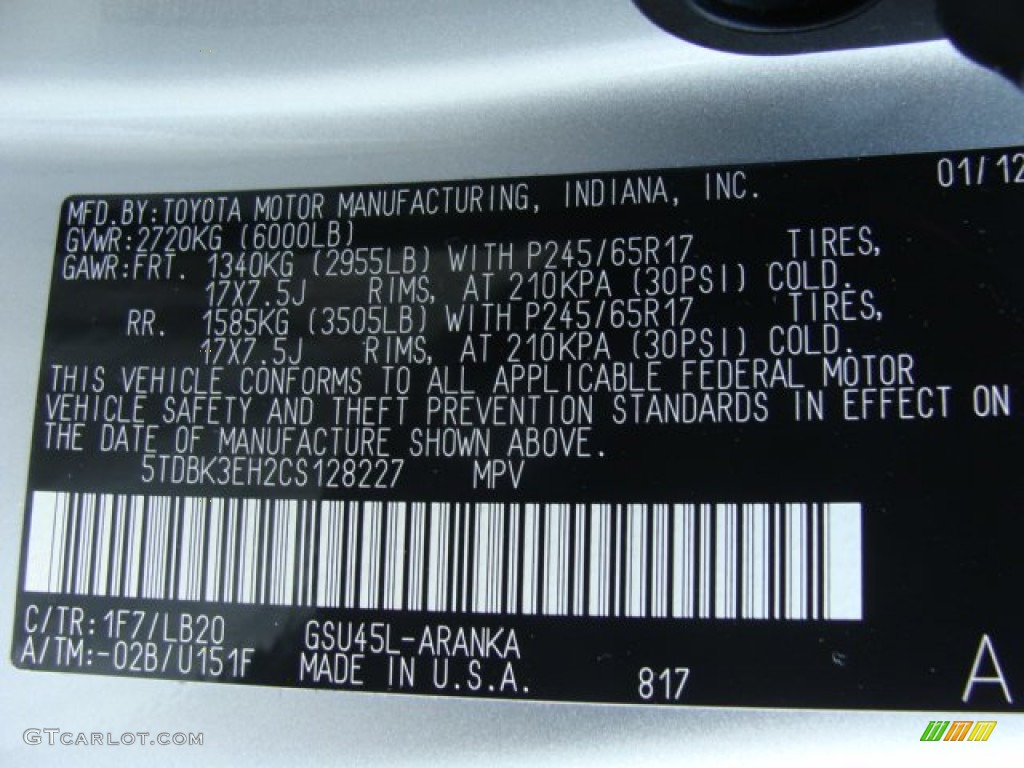 01/12
MFD.BY:TOYOTA MOTOR MANUFACTURING, INDIANA, INC.
GVWR:2720KG (6000LB)
GAWR:FRT. 1340KG (2955LB) WITH P245/65R17 TIRES,
17X7.5J RIMS, AT 210KPA (30PSI) COLD.
RR. 1585KG (3505LB) WITH P245/65R17 TIRES,
17X7.5J RIMS, AT 210KPA (30PSI) COLD.
THIS VEHICLE CONFORMS TO ALL APPLICABLE FEDERAL MOTOR
VEHICLE SAFETY AND THEFT PREVENTION STANDARDS IN EFFECT ON
THE DATE OF MANUFACTURE SHOWN ABOVE.
5TDBK3EH2CS128227 MPV
C/TR:1F7/LB20 GSU45L-ARANKA
A/TM:-02B/U151F MADE IN U.S.A. 817 A
GTCARLOT.COM